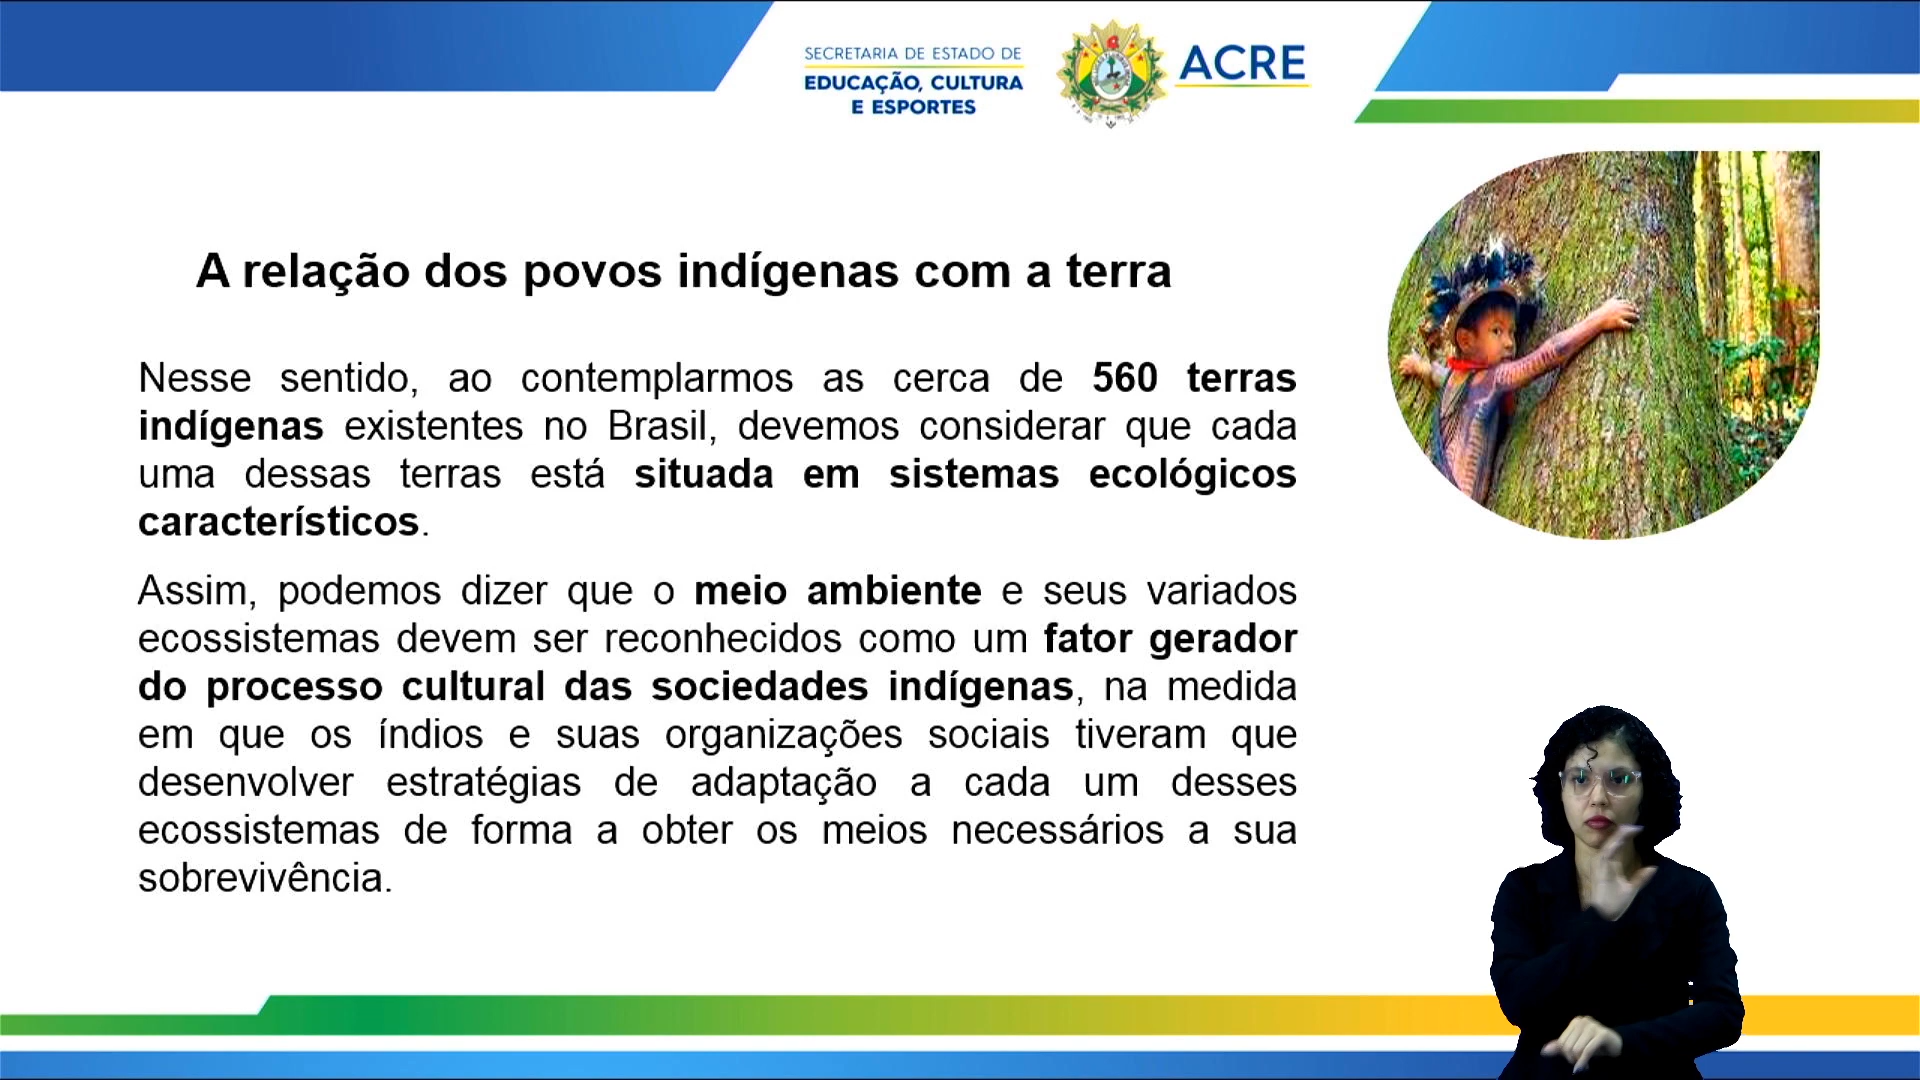 SECRETARIA DE ESTADO DE
EDUCAÇÃO, CULTURA
E ESPORTES
ACRE
A relação dos povos indígenas com a terra
Nesse sentido, ao contemplarmos as cerca de 560 terras
indígenas existentes no Brasil, devemos considerar que cada
uma dessas terras está situada em sistemas ecológicos
característicos.
Assim, podemos dizer que o meio ambiente e seus variados
ecossistemas devem ser reconhecidos como um fator gerador
do processo cultural das sociedades indígenas, na medida
em que os índios e suas organizações sociais tiveram que
desenvolver estratégias de adaptação a cada um desses
ecossistemas de forma a obter os meios necessários a sua
sobrevivência.